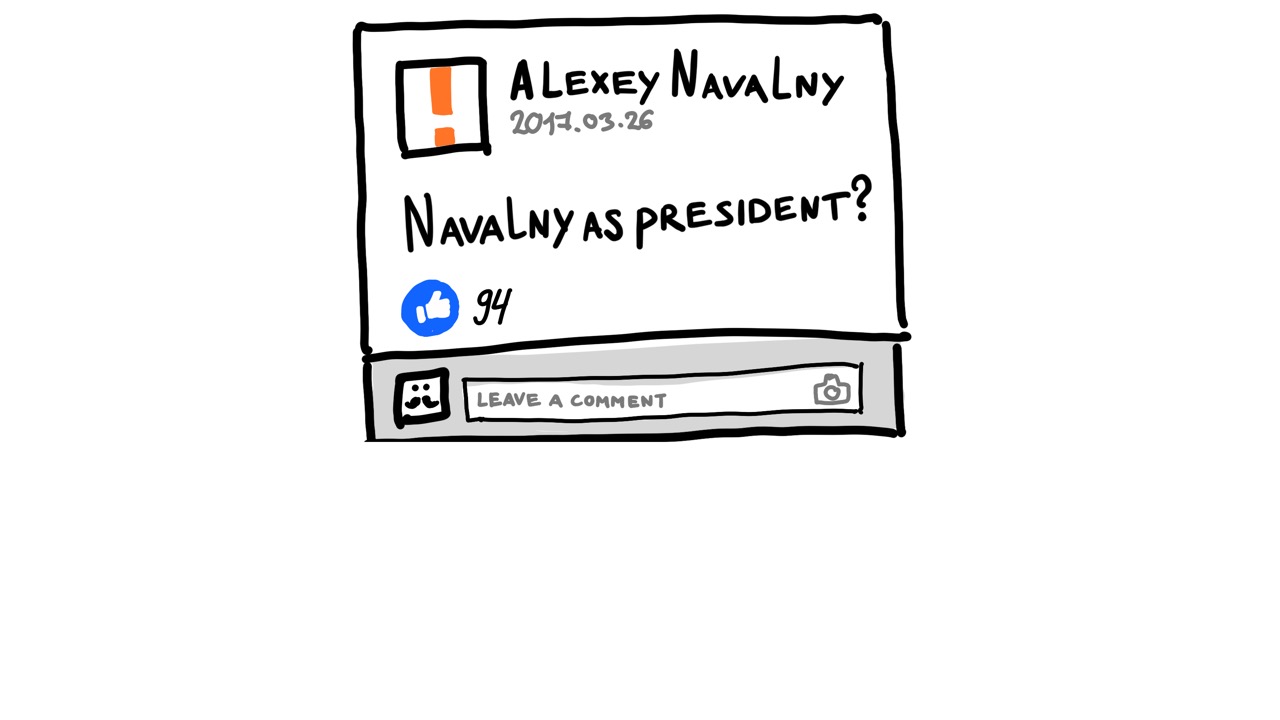 Alexey Navalny
2017.03.26
Navalny as president?
94
LEAVE A COMMENT